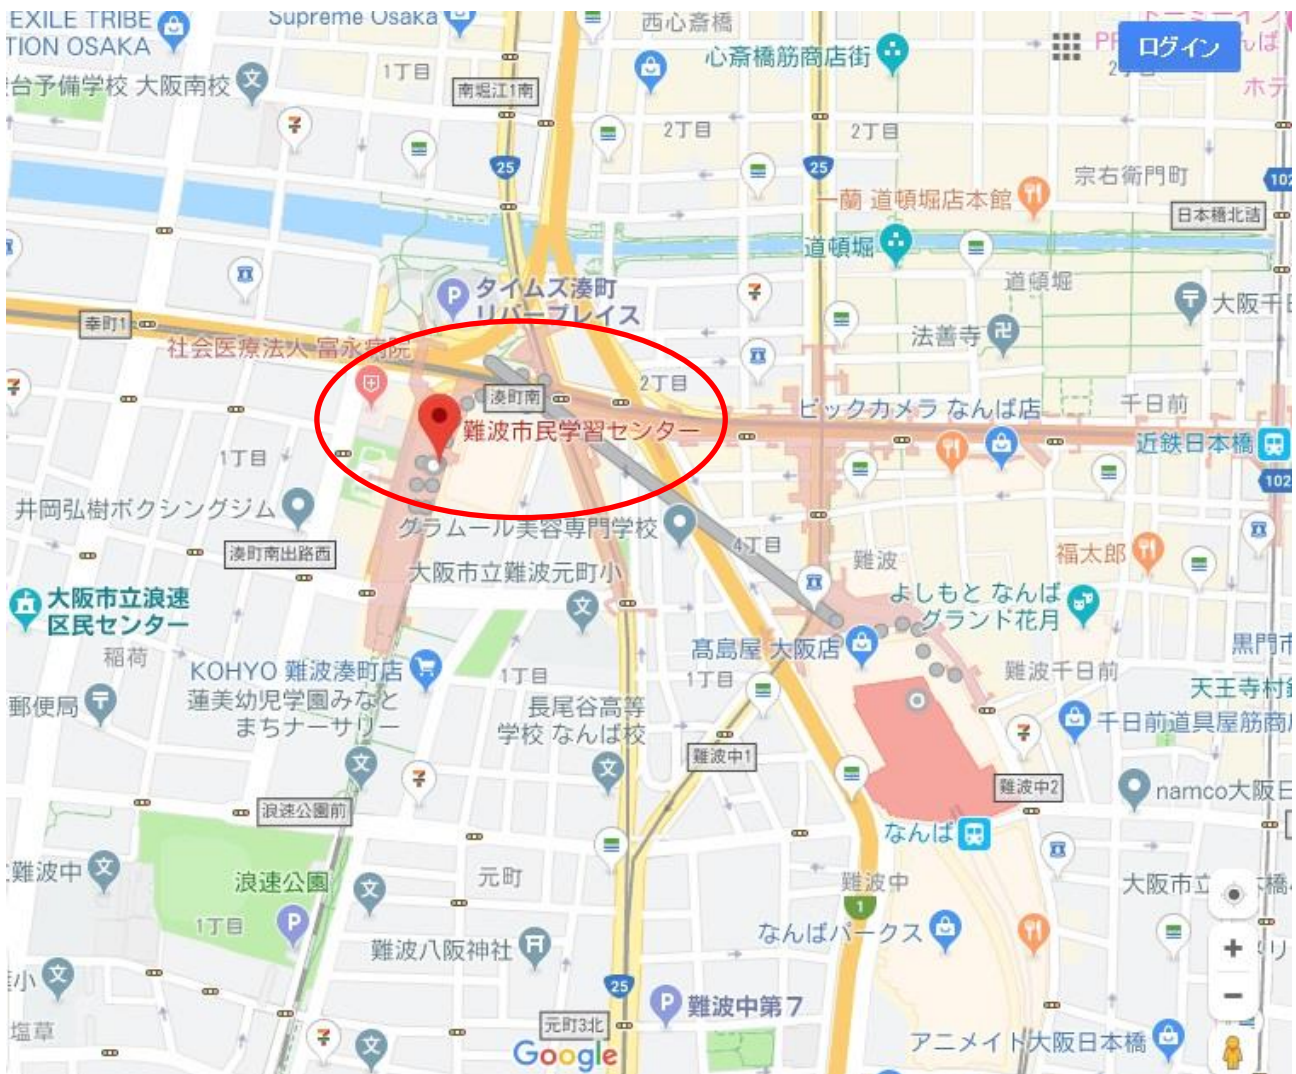 EXILE TRIBE
TION OSAKA
Supreme Osaka
西心斎橋
心斎橋筋商店街
ログイン
台予備学校 大阪南校
1丁目
南堀江1南
2丁目
2丁目
ホテ
25
25
宗右衛門町
102
一蘭 道頓堀店本館
日本橋北詰
道頓堀
道頓堀
タイムズ湊町
リバープレイス
大阪千日
幸町1
法善寺
社会医療法人 富永病院
2丁目
湊町南
ビックカメラ なんば店
千日前
難波市民学習センター
近鉄日本橋
1丁目
102
井岡弘樹ボクシングジム
グラムール美容専門学校
湊町南出路西
4丁目
難波
福太郎
大阪市立難波元町小
大阪市立浪速
区民センター
よしもと なんば
グランド花月
稲荷
髙島屋 大阪店
黒門市
KOHYO 難波湊町店
1丁目
1丁目
難波千日前
蓮美幼児学園みなと
まちナーサリー
天王寺村
郵便局
長尾谷高等
学校 なんば校
千日前道具屋筋商店
難波中1
難波中2
namco大阪日
浪速公園前
なんば
難波中
浪速公園
元町
難波中
大阪市立
橋
1丁目
1
なんばパークス
難波八阪神社
小
25
難波中第7
塩草
元町3北
アニメイト大阪日本橋
Google